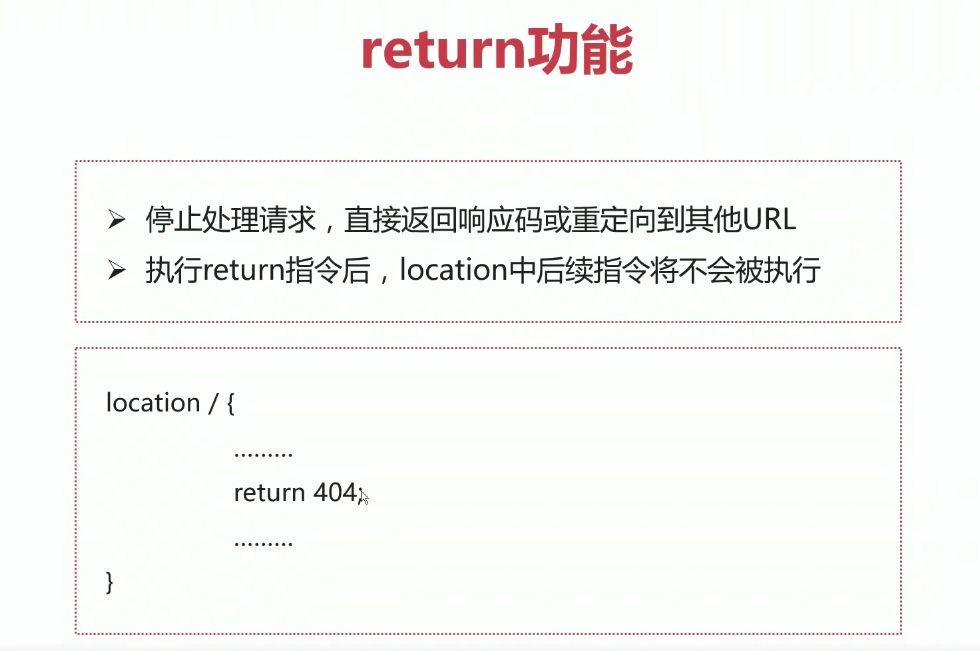 return功能
停止处理请求，直接返回响应码或重定向到其他URL
执行return指令后，location中后续指令将不会被执行
location / {
.........
return 404;
.........
}